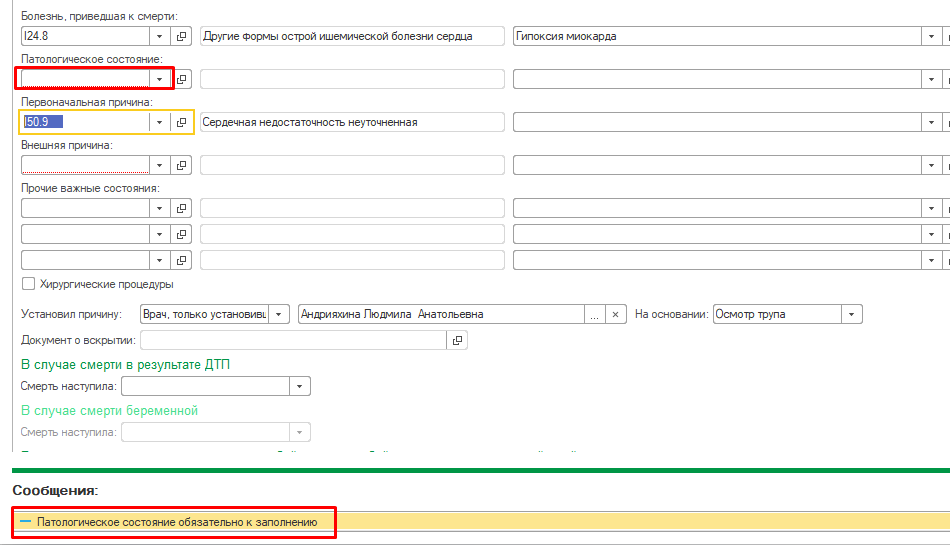 Болезнь, приведшая к смерти:
I24.8 Другие формы острой ишемической болезни сердца Гипоксия миокарда
Патологическое состояние:
Первоначальная причина:
I50.9 Сердечная недостаточность неуточненная
Внешняя причина:
Прочие важные состояния:
Хирургические процедуры
Установил причину: Врач, только установивш Андрияхина Людмила Анатольевна ... × На основании: Осмотр трупа
Документ о вскрытии:
В случае смерти в результате ДТП
Смерть наступила:
В случае смерти беременной
Смерть наступила:
Сообщения:
Патологическое состояние обязательно к заполнению